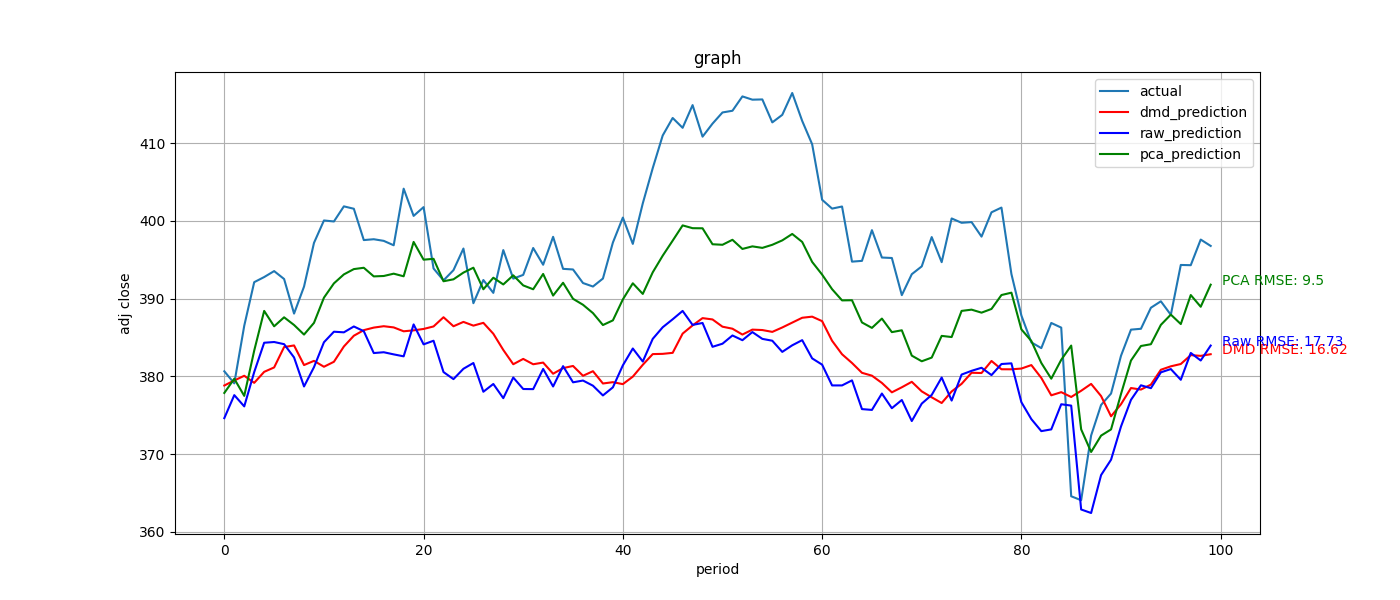 graph
adj close
410
400
390
380
370
360
0
20
40
60
80
100
period
actual
dmd_prediction
raw_prediction
pca_prediction
PCA RMSE: 9.5
Raw RMSE: 17.73
DMD RMSE: 16.62